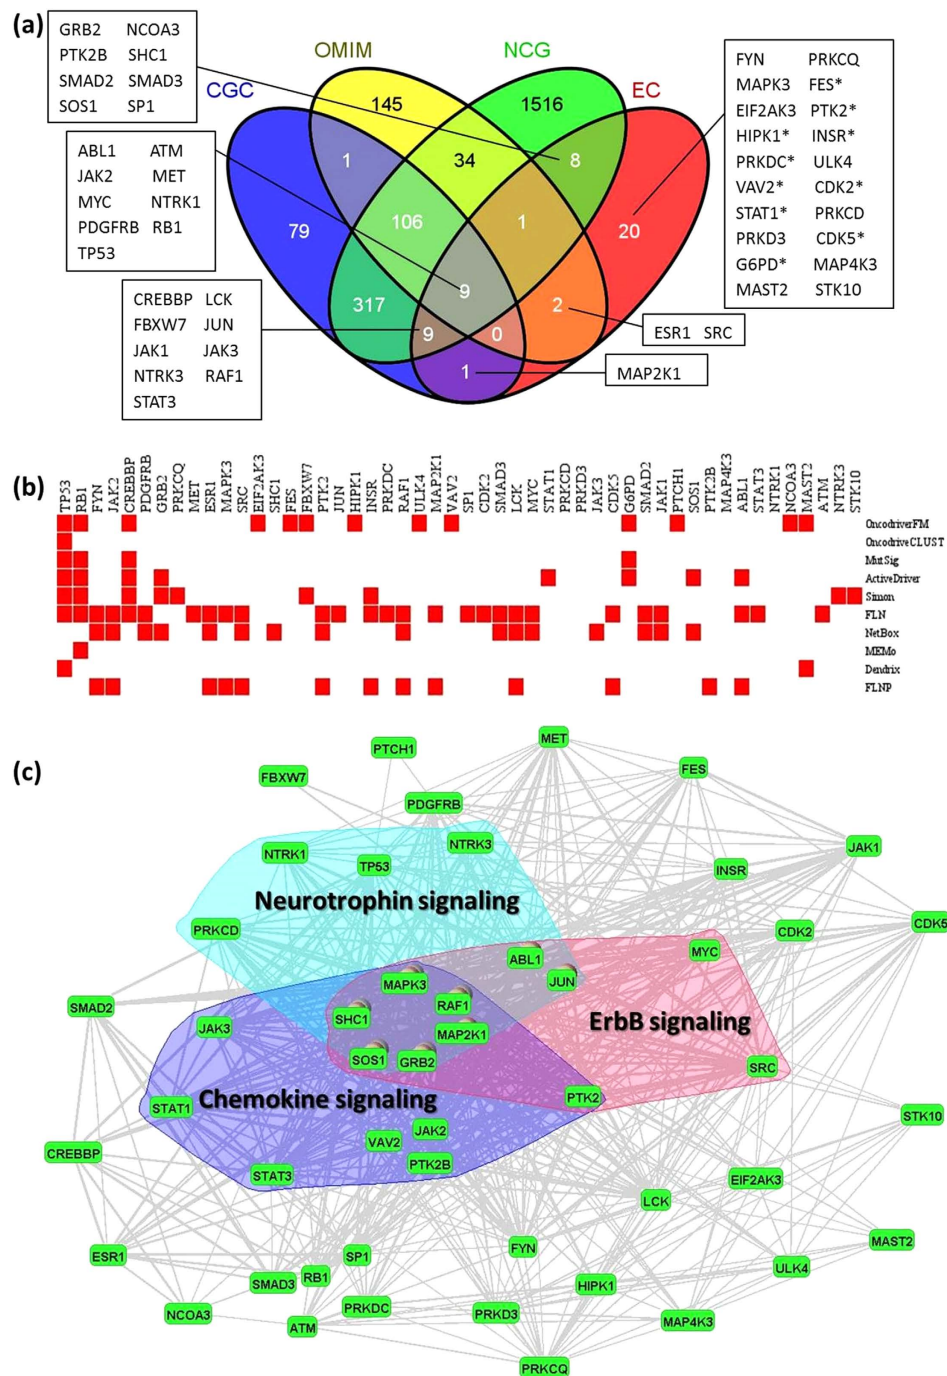 (a)
GRB2 NCOA3
PTK2B SHC1
SMAD2 SMAD3
SOS1 SP1
ABL1 ATM
JAK2 MET
MYC NTRK1
PDGFRB RB1
TP53
CREBBP LCK
FBXW7 JUN
JAK1 JAK3
NTRK3 RAF1
STAT3
CGC
OMIM
NCG
EC
145
1516
1
34
8
79
106
1
20
317
9
2
9
0
1
FYN PRKCQ
MAPK3 FES*
EIF2AK3 PTK2*
HIPK1* INSR*
PRKDC* ULK4
VAV2* CDK2*
STAT1* PRKCD
PRKD3 CDK5*
G6PD* MAP4K3
MAST2 STK10
ESR1 SRC
MAP2K1
(b)
TP53
RB1
FYN
JAK2
CREBBP
PDGFRB
GRB2
PRKCQ
MET
ESR1
MAPK3
SRC
EIF2AK3
SHC1
FES
FBXW7
PTK2
JUN
HIPK1
INSR
PRKDC
RAF1
ULK4
MAP2K1
VAV2
SP1
CDK2
SMAD3
LCK
MYC
STAT1
PRKCD
PRKD3
JAK3
CDK5
G6PD
SMAD2
JAK1
PTCH1
SOS1
PTK2B
MAP4K3
ABL1
STAT3
NTRK1
NCOA3
MAST2
ATM
NTRK3
STK10
OncodriverFM
OncodriveCLUST
MutSig
ActiveDriver
Simon
FLN
NetBox
MEMo
Dendrix
FLNP
(c)
MET
PTCH1
FES
FBXW7
PDGFRB
NTRK3
JAK1
NTRK1
TP53
INSR
Neurotrophin signaling
PRKCD
CDK2
CDK5
MYC
ABL1
JUN
MAPK3
RAF1
SMAD2
SHC1
JAK3
MAP2K1
ErbB signaling
SOS1
GRB2
SRC
Chemokine signaling
PTK2
STAT1
STK10
JAK2
VAV2
CREBBP
PTK2B
STAT3
EIF2AK3
LCK
MAST2
FYN
ESR1
SP1
ULK4
RB1
SMAD3
HIPK1
PRKDC
NCOA3
PRKD3
MAP4K3
ATM
PRKCQ